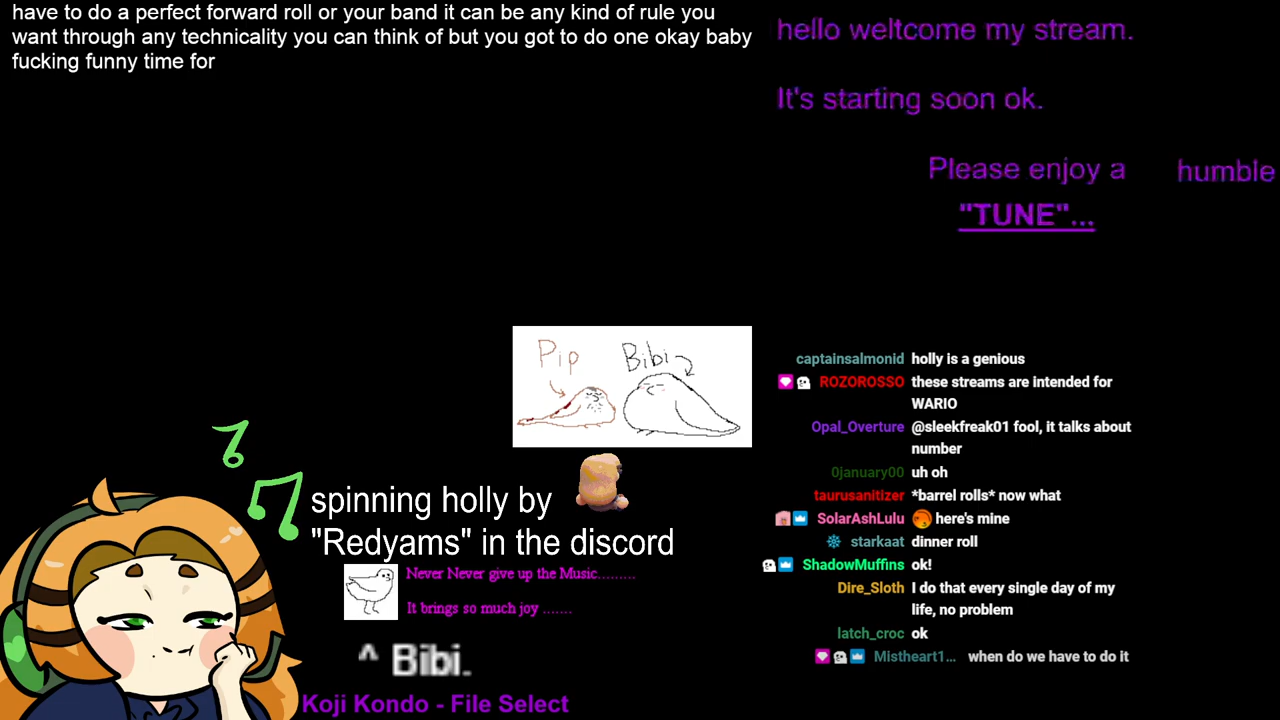 have to do a perfect forward roll or your band it can be any kind of rule you
want through any technicality you can think of but you got to do one okay baby
fucking funny time for
hello weltcome my stream.
It's starting soon ok.
Please enjoy a humble
"TUNE"...
Pip
Bibi
captainsalmonid holly is a genious
ROZOROSSO these streams are intended for
WARIO
Opal_Overture @sleekfreak01 fool, it talks about
number
0january00 uh oh
taurusanitizer *barrel rolls* now what
SolarAshLulu here's mine
starkaat dinner roll
ShadowMuffins ok!
Dire_Sloth I do that every single day of my
life, no problem
latch_croc ok
Mistheart1… when do we have to do it
spinning holly by
"Redyams" in the discord
Never Never give up the Music.........
It brings so much joy .......
^ Bibi.
Koji Kondo - File Select